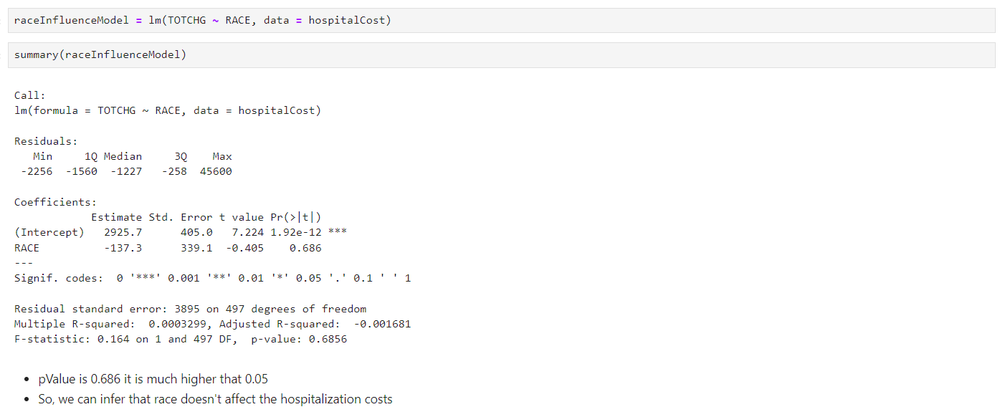 raceInfluenceModel = lm(TOTCHG ~ RACE, data = hospitalCost)
summary(raceInfluenceModel)
Call:
lm(formula = TOTCHG ~ RACE, data = hospitalCost)
Residuals:
   Min     1Q Median     3Q    Max
 -2256  -1560  -1227   -258  45600
Coefficients:
            Estimate Std. Error t value Pr(>|t|)
(Intercept)   2925.7      405.0   7.224 1.92e-12 ***
RACE          -137.3      339.1  -0.405    0.686
---
Signif. codes:  0 '***' 0.001 '**' 0.01 '*' 0.05 '.' 0.1 ' ' 1
Residual standard error: 3895 on 497 degrees of freedom
Multiple R-squared:  0.0003299, Adjusted R-squared:  -0.001681
F-statistic: 0.164 on 1 and 497 DF,  p-value: 0.6856
• pValue is 0.686 it is much higher that 0.05
• So, we can infer that race doesn't affect the hospitalization costs